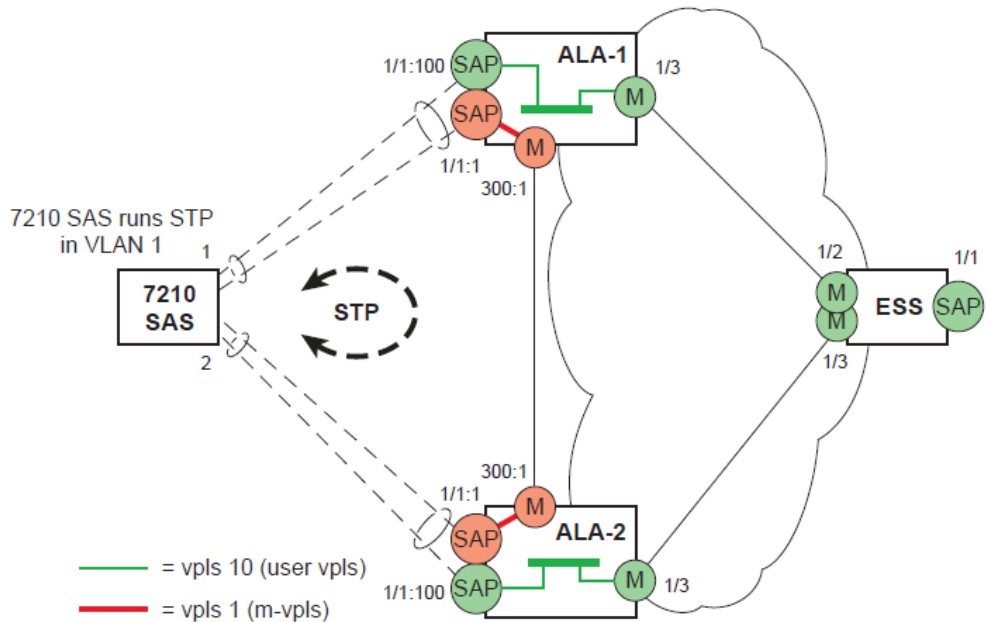 ALA-1
1/1:100
SAP
1/3
M
SAP
M
1/1:1
300:1
7210 SAS runs STP
in VLAN 1
1
7210
SAS
2
STP
1/2
1/1
M
M
ESS
SAP
1/3
300:1
1/1:1
M
SAP
ALA-2
SAP
1/1:100
M
1/3
= vpls 10 (user vpls)
= vpls 1 (m-vpls)